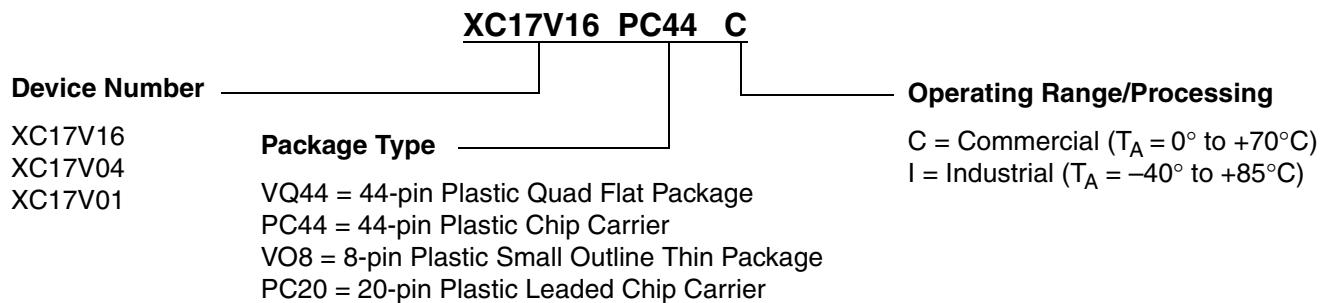 XC17V16 PC44 C
Device Number
XC17V16
XC17V04
XC17V01
Package Type
VQ44 = 44-pin Plastic Quad Flat Package
PC44 = 44-pin Plastic Chip Carrier
VO8 = 8-pin Plastic Small Outline Thin Package
PC20 = 20-pin Plastic Leaded Chip Carrier
Operating Range/Processing
C = Commercial (TA = 0° to +70°C)
I = Industrial (TA = –40° to +85°C)